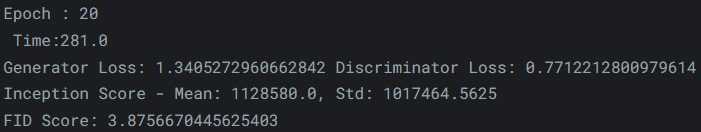 Epoch : 20
Time:281.0
Generator Loss: 1.3405272960662842 Discriminator Loss: 0.7712212800979614
Inception Score - Mean: 1128580.0, Std: 1017464.5625
FID Score: 3.8756670445625403